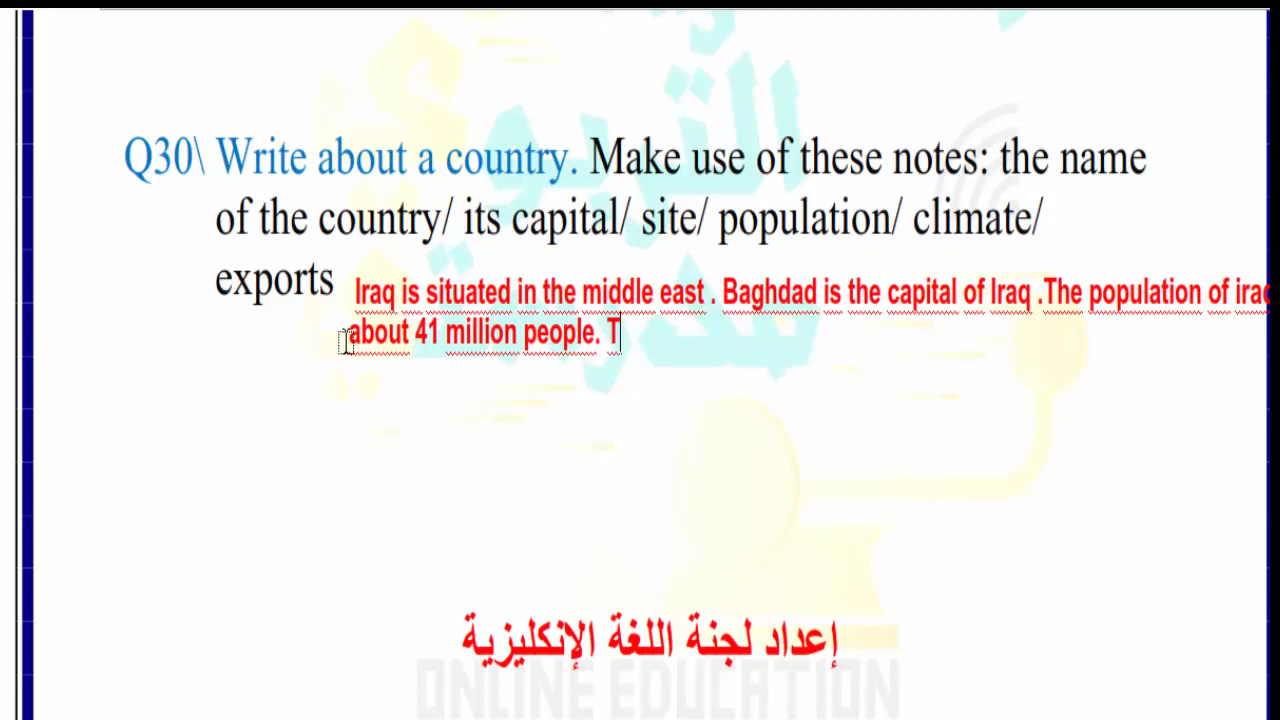 Q30\ Write about a country. Make use of these notes: the name
of the country/ its capital/ site/ population/ climate/
exports
Iraq is situated in the middle east . Baghdad is the capital of Iraq .The population of iraq
about 41 million people. T
إعداد لجنة اللغة الإنكليزية
ONLINE EDUCATION